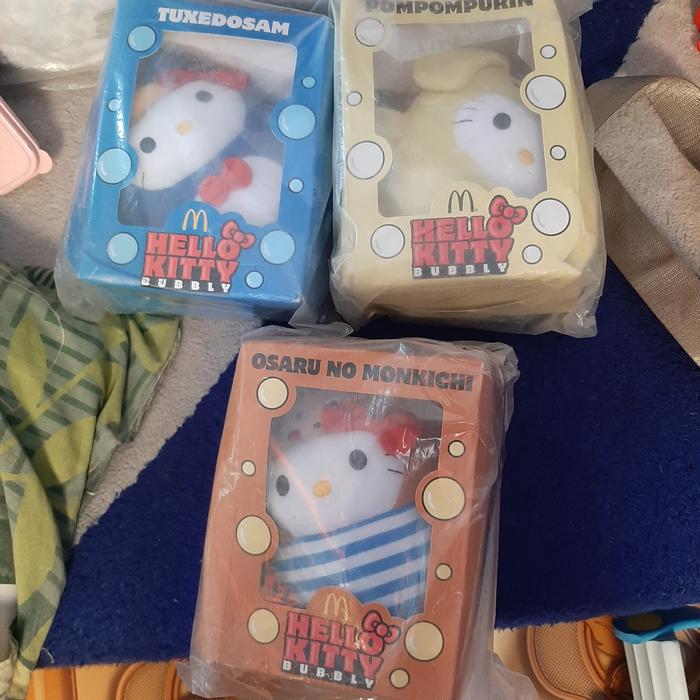 TUXEDOSAM
HELLO
KITTY
BUBBLY
POMPOMPURIN
HELLO
KITTY
BUBBLY
OSARU NO MONKICHI
HELLO
KITTY
BUBBLY